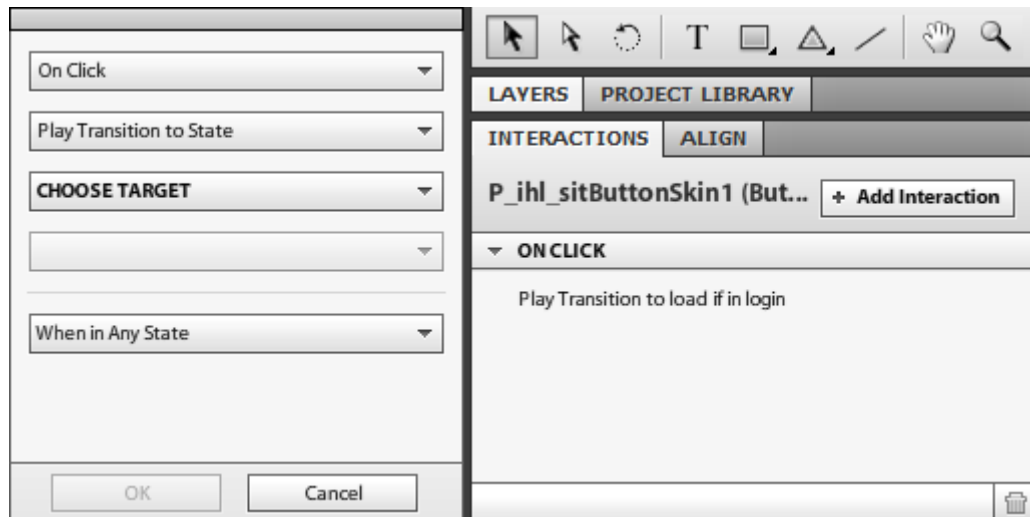 On Click
Play Transition to State
CHOOSE TARGET
When in Any State
OK
Cancel
T
LAYERS
PROJECT LIBRARY
INTERACTIONS
ALIGN
P_ihl_sitButtonSkin1 (But...
+ Add Interaction
ON CLICK
Play Transition to load if in login